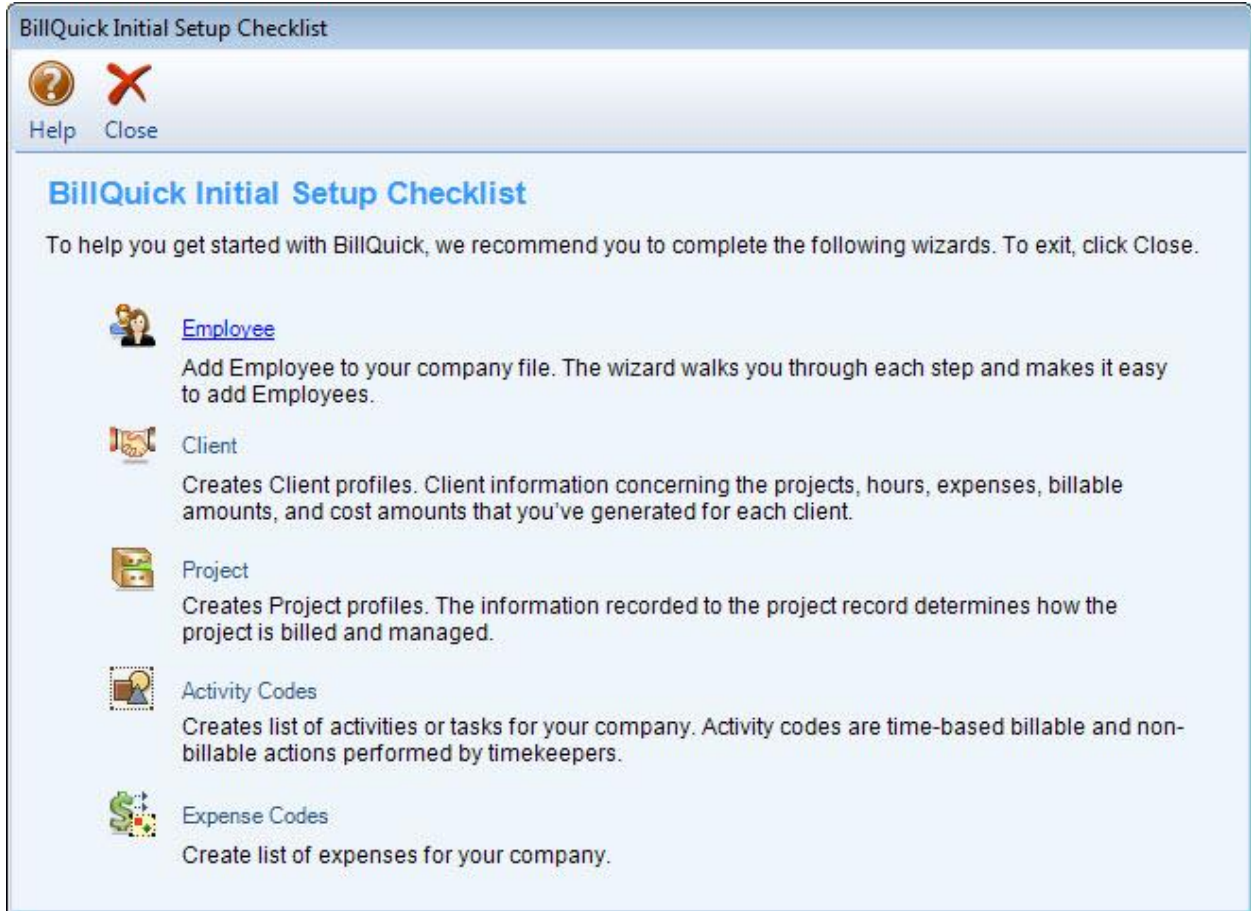 BillQuick Initial Setup Checklist
Help Close
BillQuick Initial Setup Checklist
To help you get started with BillQuick, we recommend you to complete the following wizards. To exit, click Close.
Employee
Add Employee to your company file. The wizard walks you through each step and makes it easy
to add Employees.
Client
Creates Client profiles. Client information concerning the projects, hours, expenses, billable
amounts, and cost amounts that you've generated for each client.
Project
Creates Project profiles. The information recorded to the project record determines how the
project is billed and managed.
Activity Codes
Creates list of activities or tasks for your company. Activity codes are time-based billable and non-
billable actions performed by timekeepers.
Expense Codes
Create list of expenses for your company.